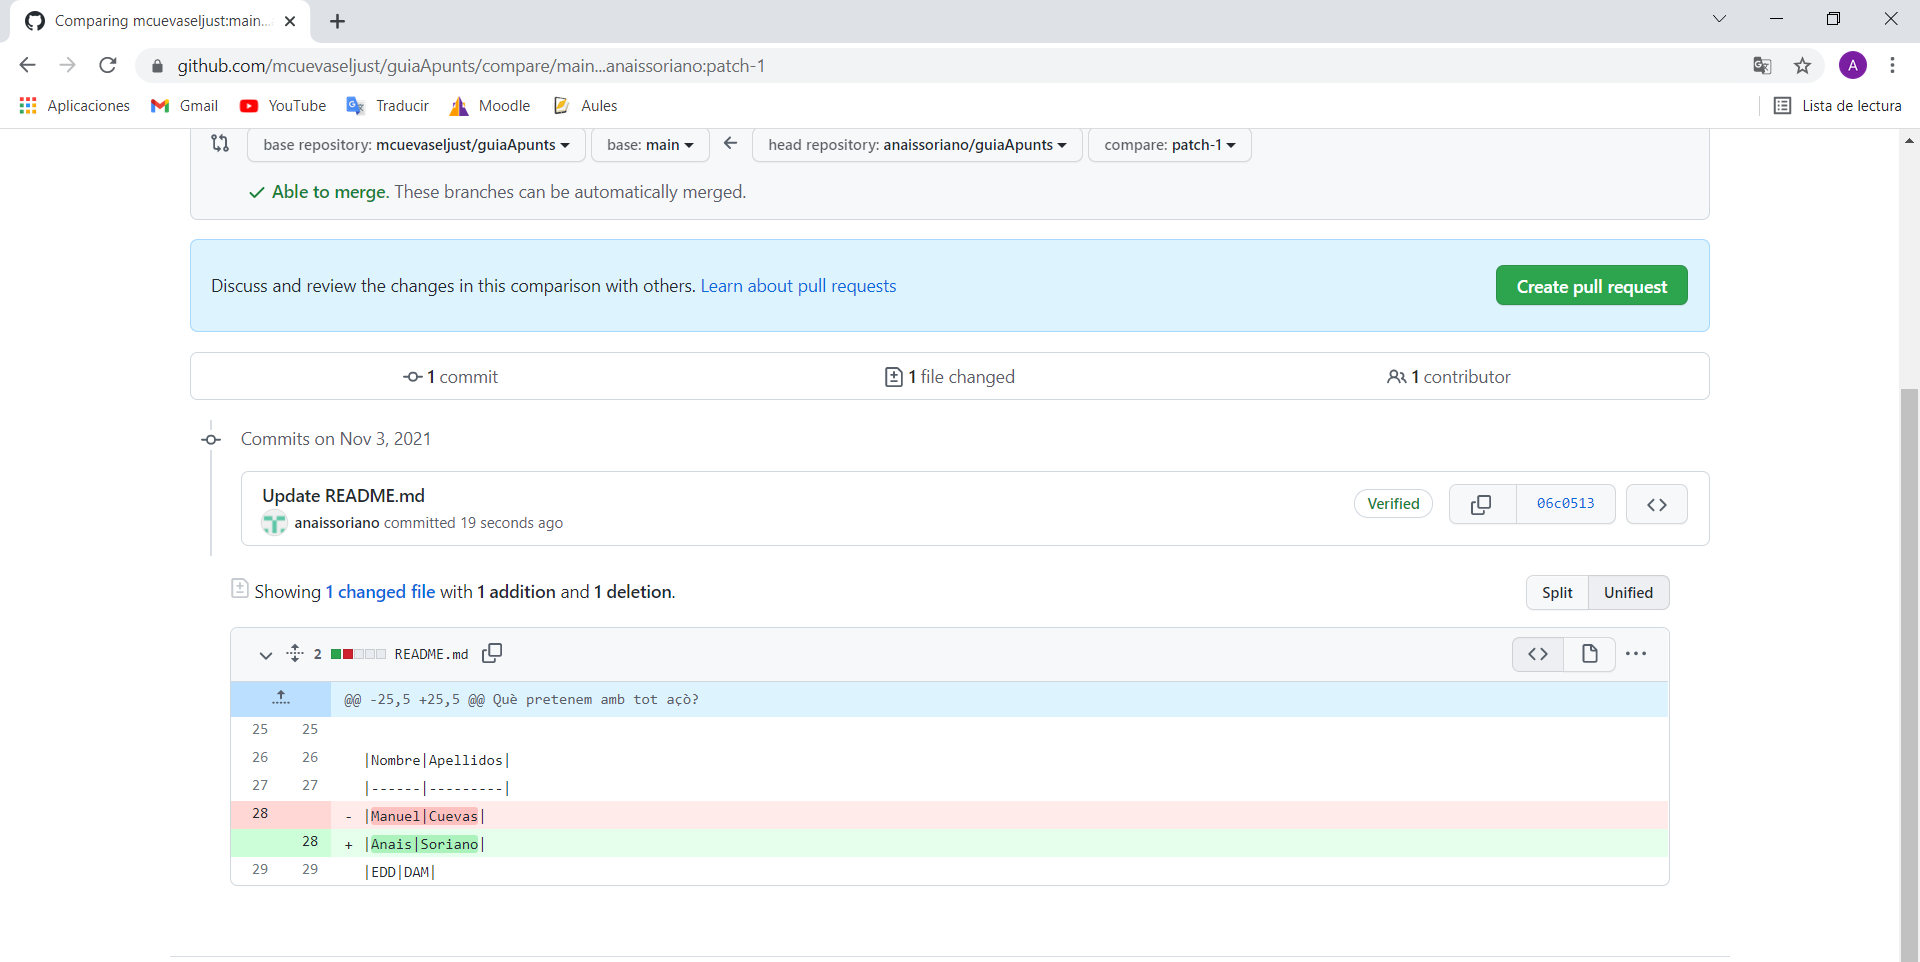 Comparing mcuevaseljust:main...
github.com/mcuevaseljust/guiaApunts/compare/main...anaissoriano:patch-1
A
Aplicaciones Gmail YouTube Traducir Moodle Aules Lista de lectura
base repository: mcuevaseljust/guiaApunts base: main head repository: anaissoriano/guiaApunts compare: patch-1
Able to merge. These branches can be automatically merged.
Discuss and review the changes in this comparison with others. Learn about pull requests Create pull request
1 commit 1 file changed 1 contributor
Commits on Nov 3, 2021
Update README.md
anaissoriano committed 19 seconds ago
Verified 06c0513
Showing 1 changed file with 1 addition and 1 deletion.
Split Unified
2 README.md
@@ -25,5 +25,5 @@ Què pretenem amb tot açò?
25 25
26 26 |Nombre|Apellidos|
27 27 |------|---------|
28 - |Manuel|Cuevas|
28 + |Anais|Soriano|
29 29 |EDD|DAM|